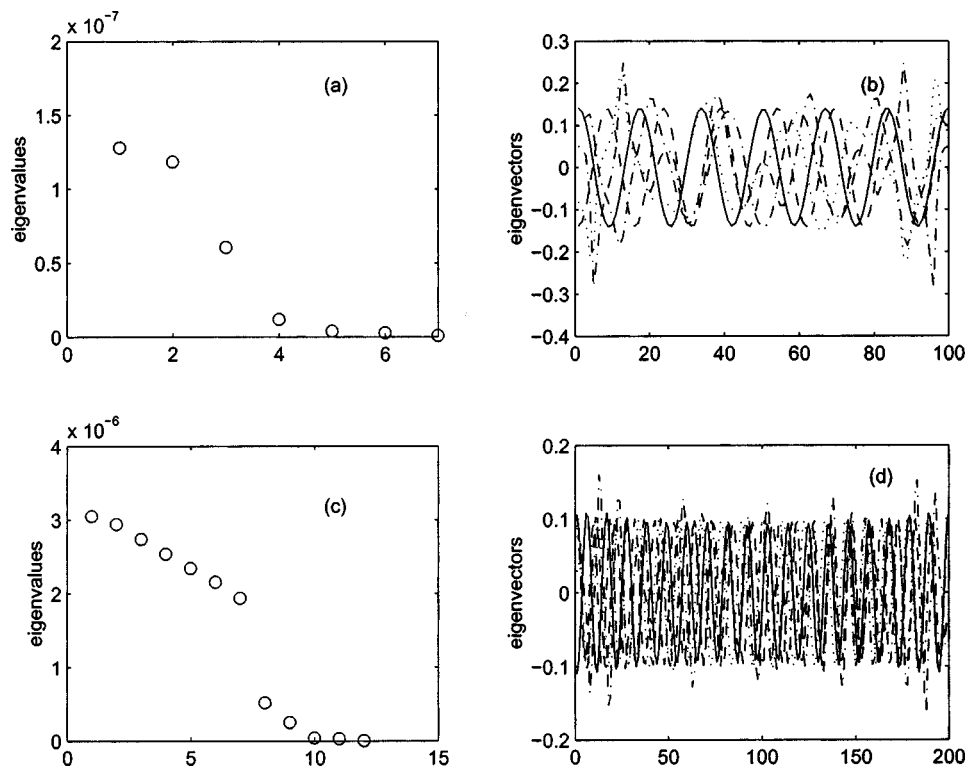 x 10⁻⁷
2
1.5
1
0.5
0
eigenvalues
(a)
0 2 4 6
0.3
0.2
0.1
0
−0.1
−0.2
−0.3
−0.4
eigenvectors
(b)
0 20 40 60 80 100
x 10⁻⁶
4
3
2
1
0
eigenvalues
(c)
0 5 10 15
0.2
0.1
0
−0.1
−0.2
eigenvectors
(d)
0 50 100 150 200